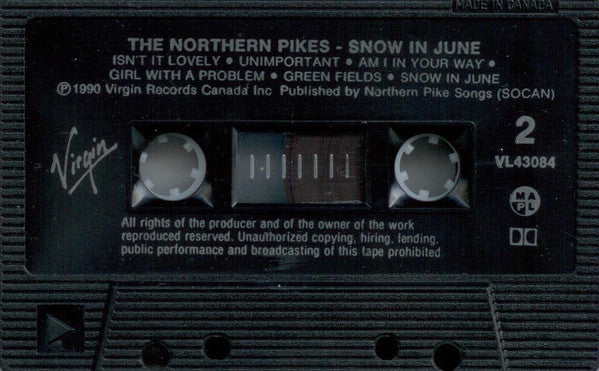 MADE IN CANADA
THE NORTHERN PIKES - SNOW IN JUNE
ISN'T IT LOVELY • UNIMPORTANT • AM I IN YOUR WAY •
GIRL WITH A PROBLEM • GREEN FIELDS • SNOW IN JUNE
Ⓟ©1990 Virgin Records Canada Inc Published by Northern Pike Songs (SOCAN)
Virgin
2
VL43084
MAPL
All rights of the producer and of the owner of the work
reproduced reserved. Unauthorized copying, hiring, lending,
public performance and broadcasting of this tape prohibited.